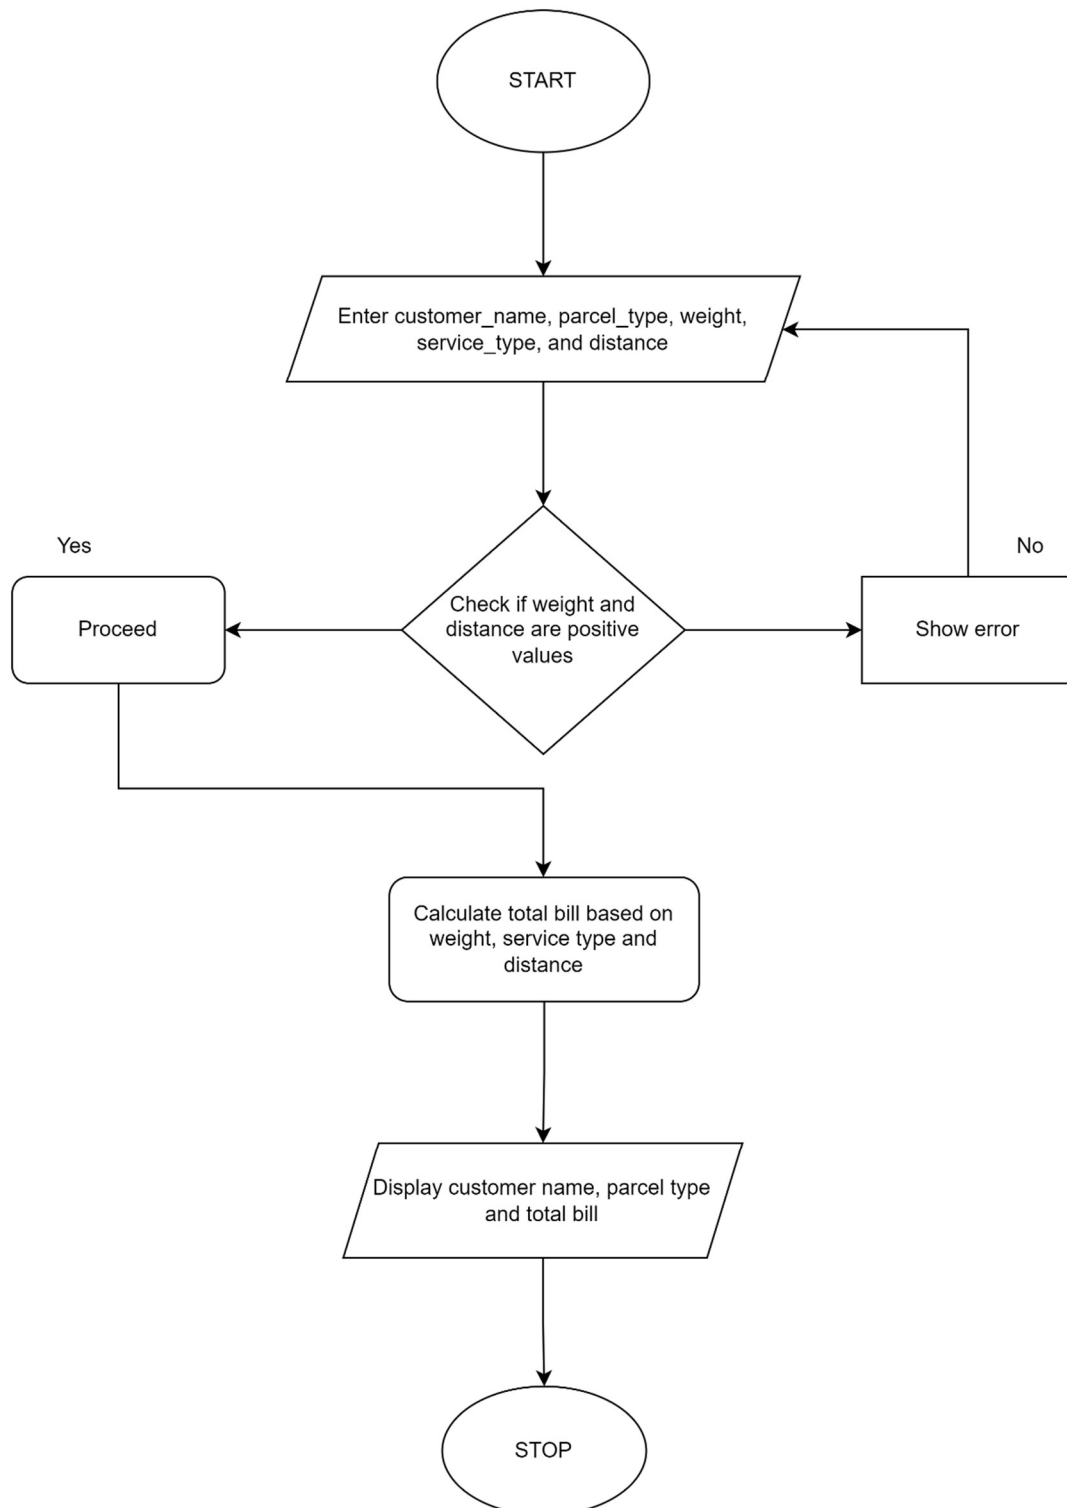 START
Enter customer_name, parcel_type, weight,
service_type, and distance
Yes
No
Proceed
Check if weight and
distance are positive
values
Show error
Calculate total bill based on
weight, service type and
distance
Display customer name, parcel type
and total bill
STOP